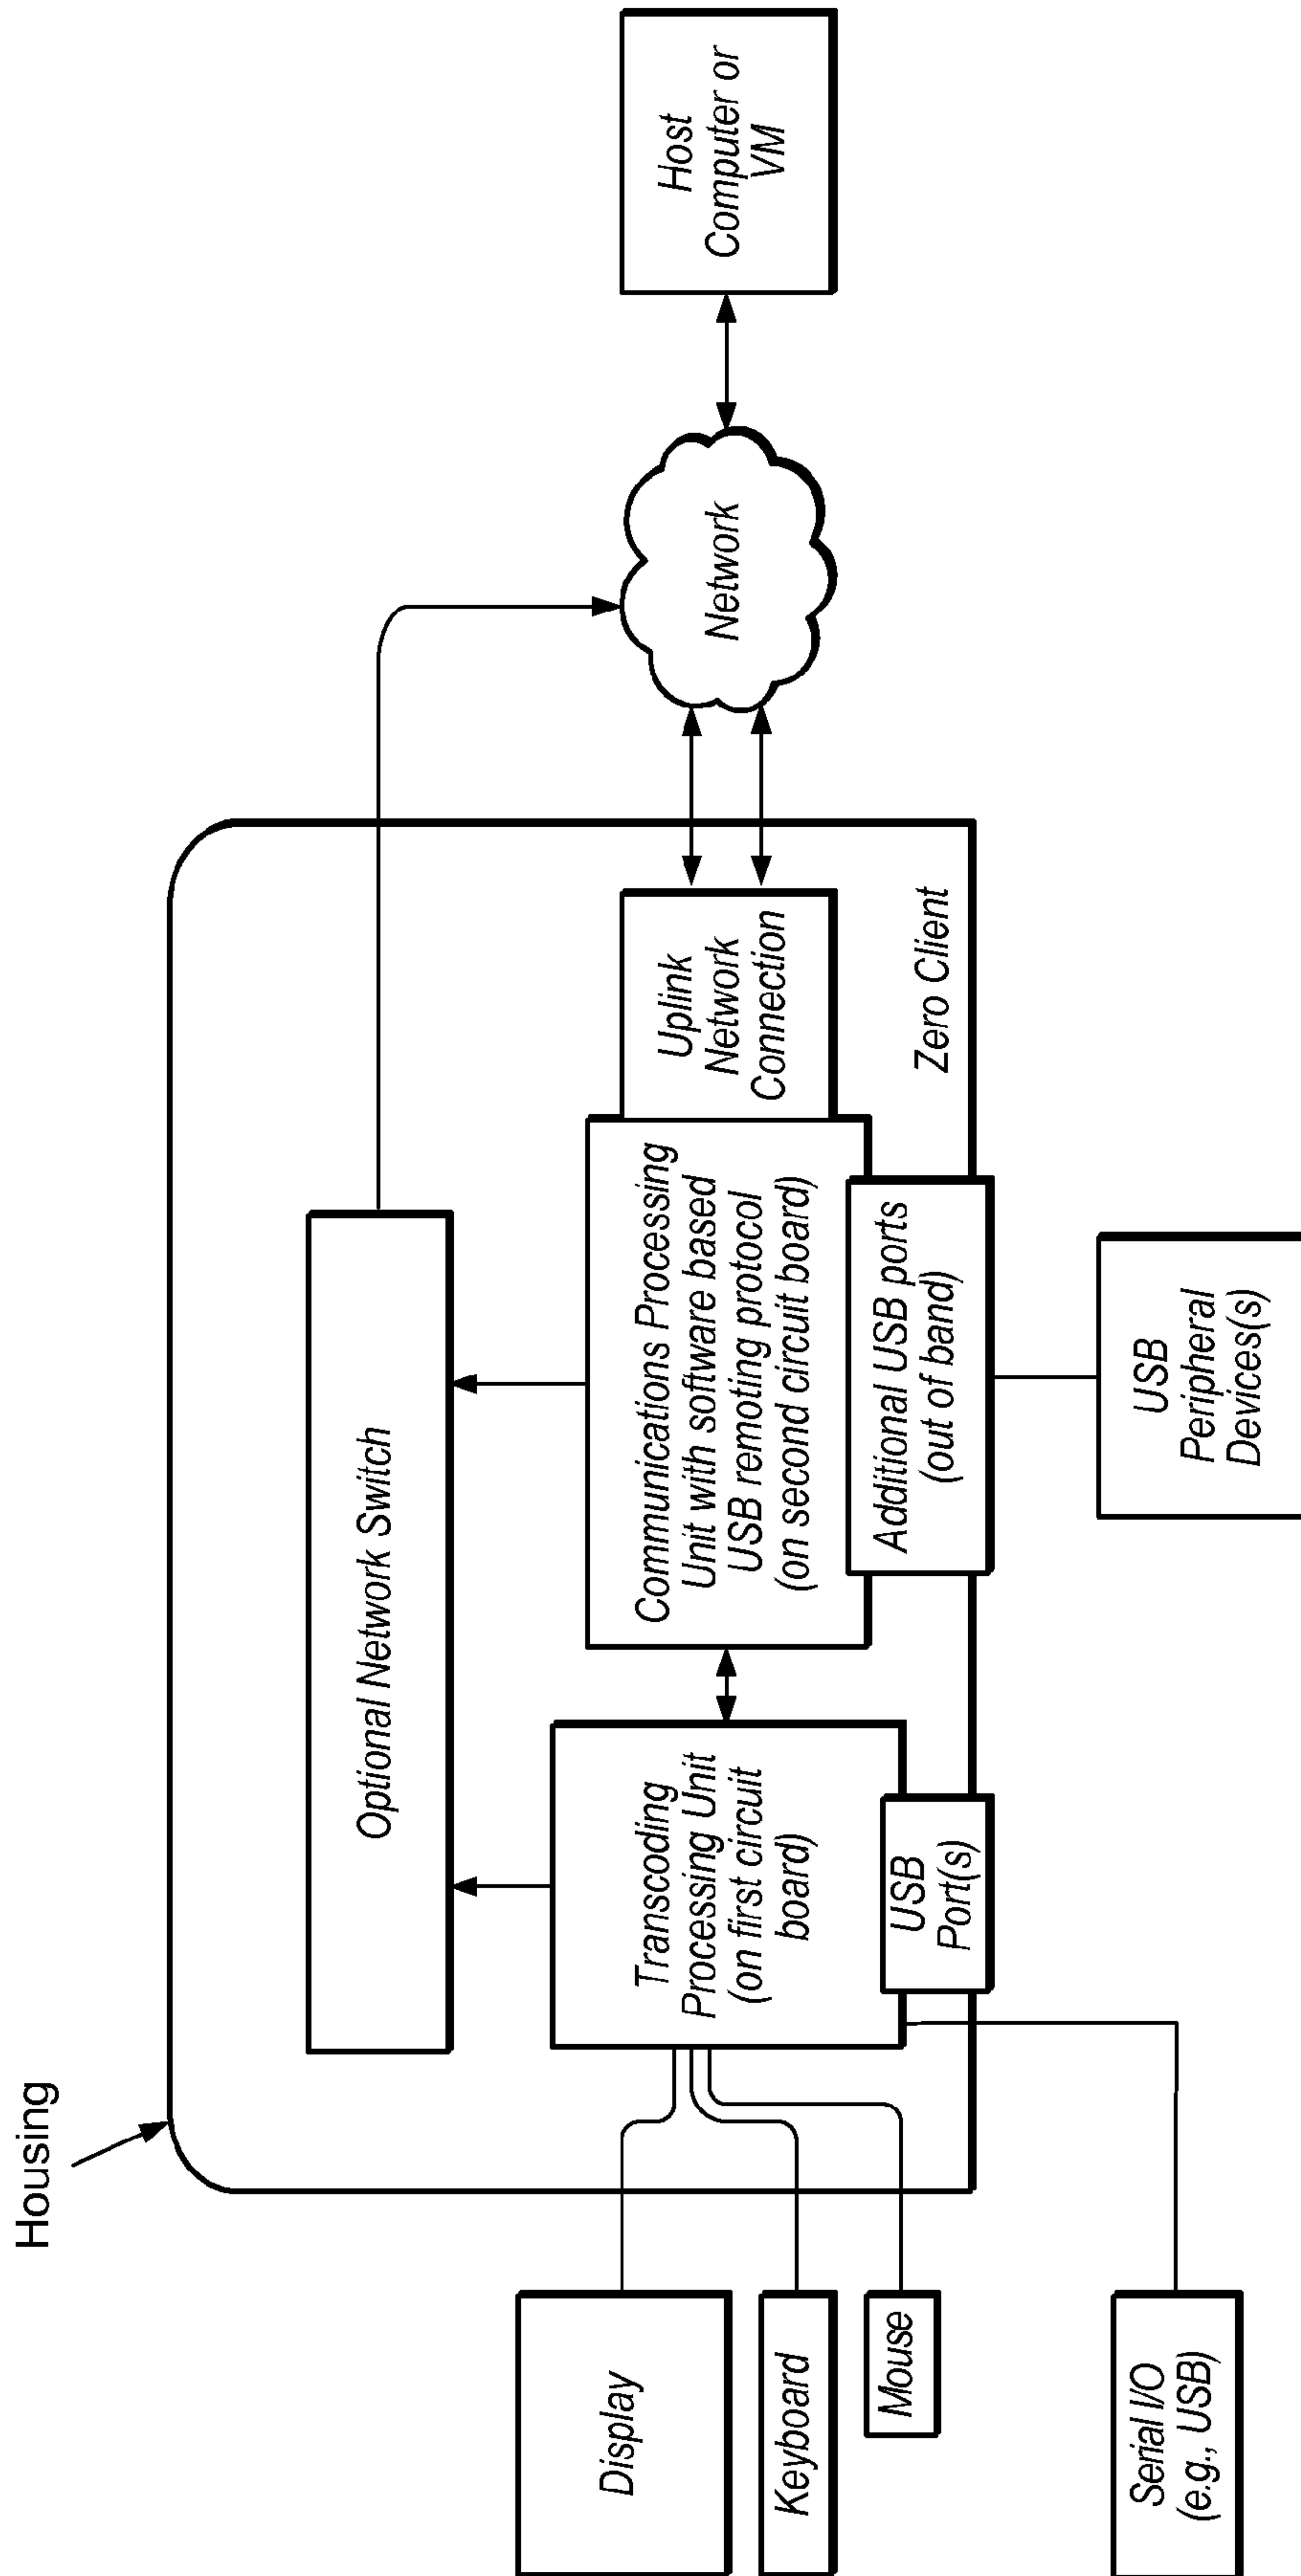 Housing
Optional Network Switch
Display
Keyboard
Mouse
Serial I/O
(e.g., USB)
Transcoding
Processing Unit
(on first circuit
board)
USB
Port(s)
Communications Processing
Unit with software based
USB remoting protocol
(on second circuit board)
Additional USB ports
(out of band)
USB
Peripheral
Devices(s)
Uplink
Network
Connection
Zero Client
Network
Host
Computer or
VM